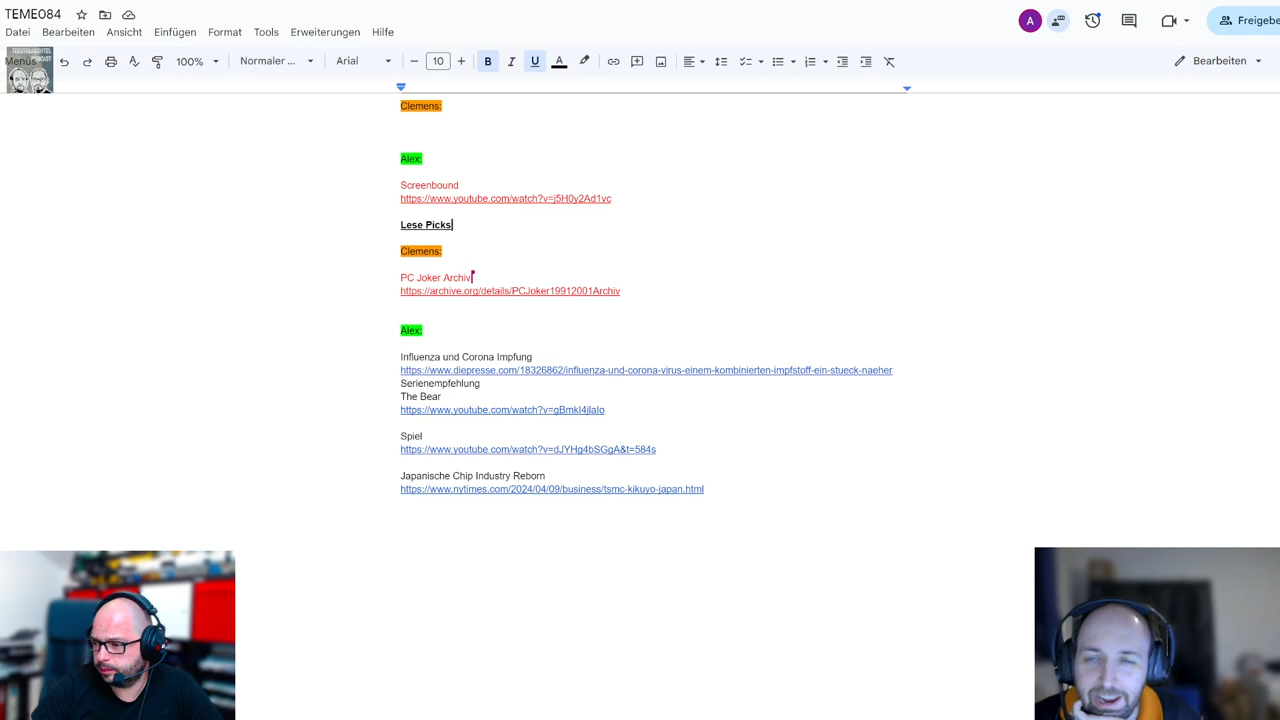 TEME084
Datei Bearbeiten Ansicht Einfügen Format Tools Erweiterungen Hilfe
A
Freigebe
Menüs
100%
Normaler ...
Arial
10
B I U A
Bearbeiten
Clemens:
Alex:
Screenbound
https://www.youtube.com/watch?v=j5H0y2Ad1vc
Lese Picks
Clemens:
PC Joker Archiv
https://archive.org/details/PCJoker19912001Archiv
Alex:
Influenza und Corona Impfung
https://www.diepresse.com/18326862/influenza-und-corona-virus-einem-kombinierten-impfstoff-ein-stueck-naeher
Serienempfehlung
The Bear
https://www.youtube.com/watch?v=gBmkI4jlaIo
Spiel
https://www.youtube.com/watch?v=dJYHg4bSGgA&t=584s
Japanische Chip Industry Reborn
https://www.nytimes.com/2024/04/09/business/tsmc-kikuyo-japan.html